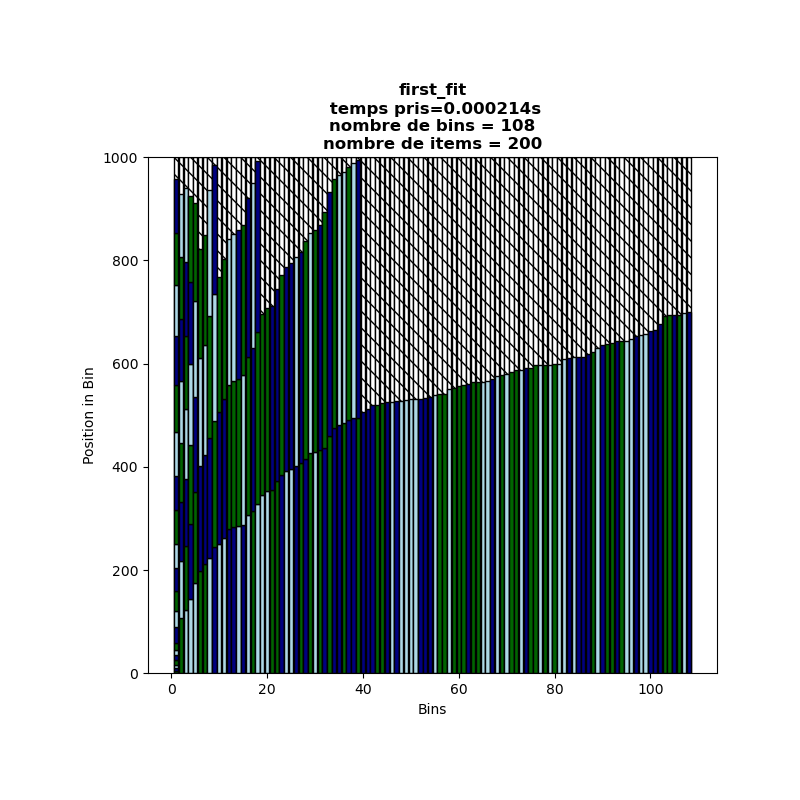 first_fit
temps pris=0.000214s
nombre de bins = 108
nombre de items = 200
1000
800
600
400
200
0
Position in Bin
0 20 40 60 80 100
Bins